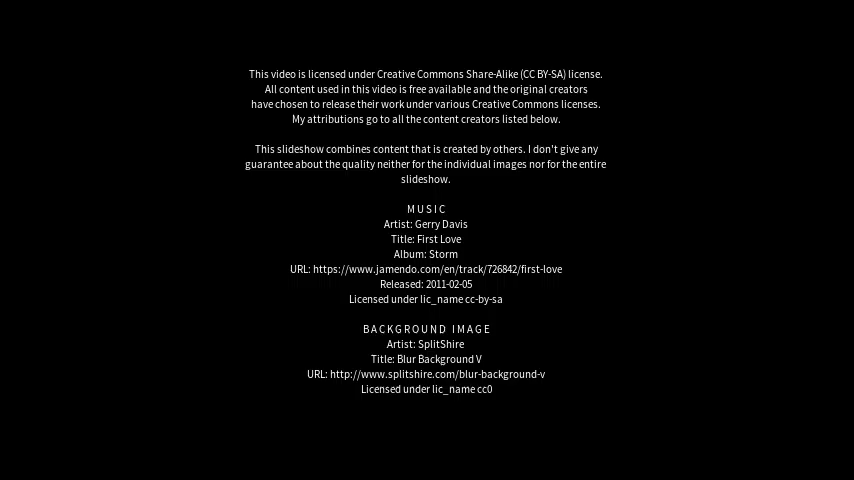 This video is licensed under Creative Commons Share-Alike (CC BY-SA) license.
All content used in this video is free available and the original creators
have chosen to release their work under various Creative Commons licenses.
My attributions go to all the content creators listed below.
This slideshow combines content that is created by others. I don't give any
guarantee about the quality neither for the individual images nor for the entire
slideshow.
MUSIC
Artist: Gerry Davis
Title: First Love
Album: Storm
URL: https://www.jamendo.com/en/track/726842/first-love
Released: 2011-02-05
Licensed under lic_name cc-by-sa
BACKGROUND IMAGE
Artist: SplitShire
Title: Blur Background V
URL: http://www.splitshire.com/blur-background-v
Licensed under lic_name cc0